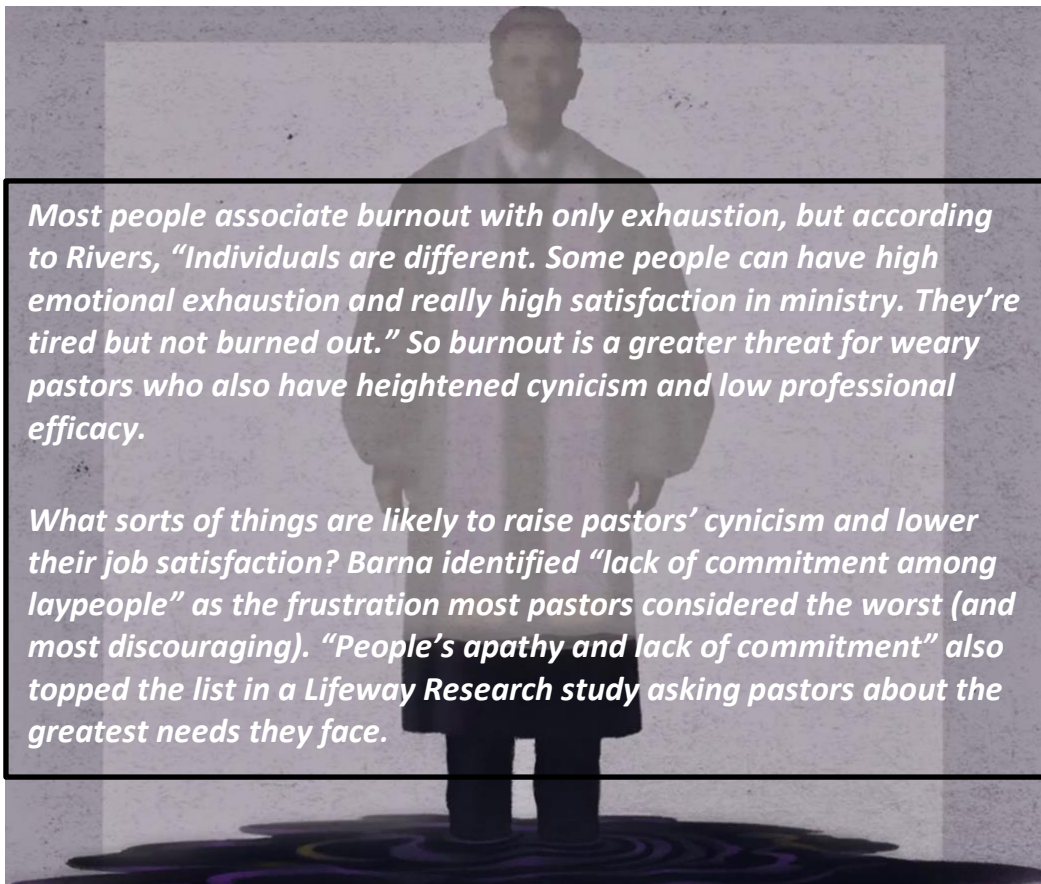 Most people associate burnout with only exhaustion, but according
to Rivers, “Individuals are different. Some people can have high
emotional exhaustion and really high satisfaction in ministry. They’re
tired but not burned out.” So burnout is a greater threat for weary
pastors who also have heightened cynicism and low professional
efficacy.
What sorts of things are likely to raise pastors’ cynicism and lower
their job satisfaction? Barna identified “lack of commitment among
laypeople” as the frustration most pastors considered the worst (and
most discouraging). “People’s apathy and lack of commitment” also
topped the list in a Lifeway Research study asking pastors about the
greatest needs they face.